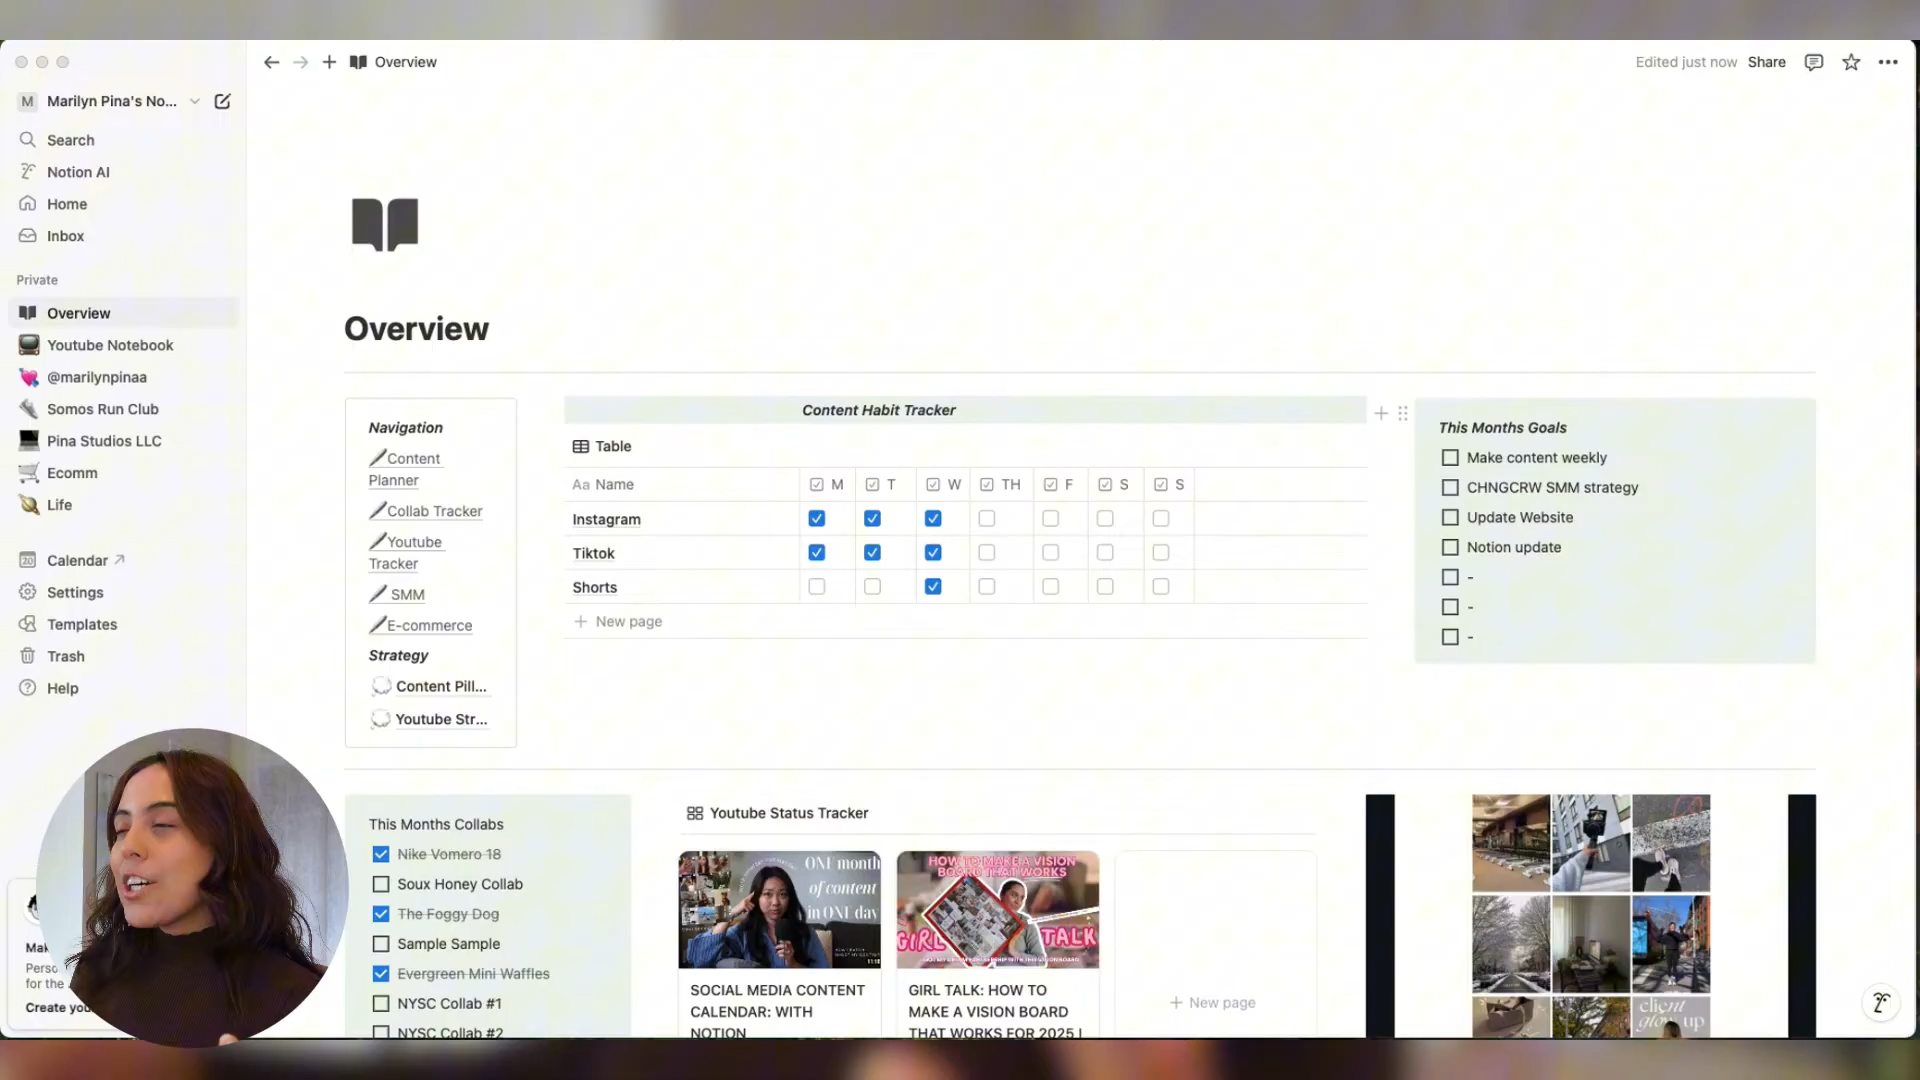 Overview
Edited just now Share
M Marilyn Pina's No...
Search
Notion AI
Home
Inbox
Private
Overview
Youtube Notebook
@marilynpinaa
Somos Run Club
Pina Studios LLC
Ecomm
Life
Calendar
Settings
Templates
Trash
Help
Overview
Navigation
Content
Planner
Collab Tracker
Youtube
Tracker
SMM
E-commerce
Strategy
Content Pill...
Youtube Str...
Content Habit Tracker
Table
Aa Name M T W TH F S S
Instagram
Tiktok
Shorts
New page
This Months Goals
Make content weekly
CHNGCRW SMM strategy
Update Website
Notion update
-
-
-
This Months Collabs
Nike Vomero 18
Soux Honey Collab
The Foggy Dog
Sample Sample
Evergreen Mini Waffles
NYSC Collab #1
NYSC Collab #2
Youtube Status Tracker
ONE month
of content
in ONE day
SOCIAL MEDIA CONTENT
CALENDAR: WITH
NOTION
HOW TO MAKE A VISION
BOARD THAT WORKS
GIRL TALK
GIRL TALK: HOW TO
MAKE A VISION BOARD
THAT WORKS FOR 2025 |
New page
client
glow up
Perso
for the
Create you